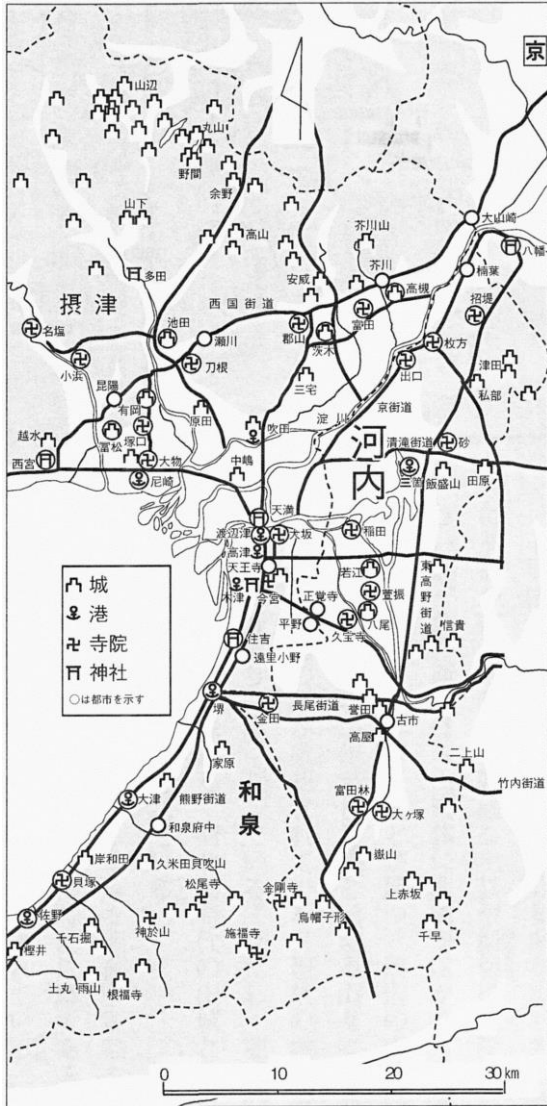 京
山辺
丸山
野間
余野
山下
高山
芥川山
大山崎
多田
安威
芥川
高槻
楠葉
八幡
摂津
西国街道
招堤
名塩
池田
瀬川
郡山
茨木
富田
枚方
小浜
刀根
出口
津田
昆陽
三宅
私部
有岡
原田
吹田
淀川
京街道
越水
富松
塚口
河内
清滝街道
砂
西宮
大物
中嶋
三箇
飯盛山
田原
尼崎
天満
渡辺津
大坂
稲田
高津
天王寺
若江
東高野街道
木津
今宮
正覚寺
萱振
城
港
寺院
神社
○は都市を示す
平野
久宝寺
八尾
信貴
住吉
遠里小野
堺
金田
長尾街道
誉田
古市
家原
高屋
二上山
大津
熊野街道
和泉
富田林
大ヶ塚
竹内街道
和泉府中
岸和田
久米田貝吹山
嶽山
貝塚
松尾寺
金剛寺
上赤坂
佐野
烏帽子形
千石掘
神於山
施福寺
千早
樫井
土丸
雨山
根福寺
0
10
20
30km